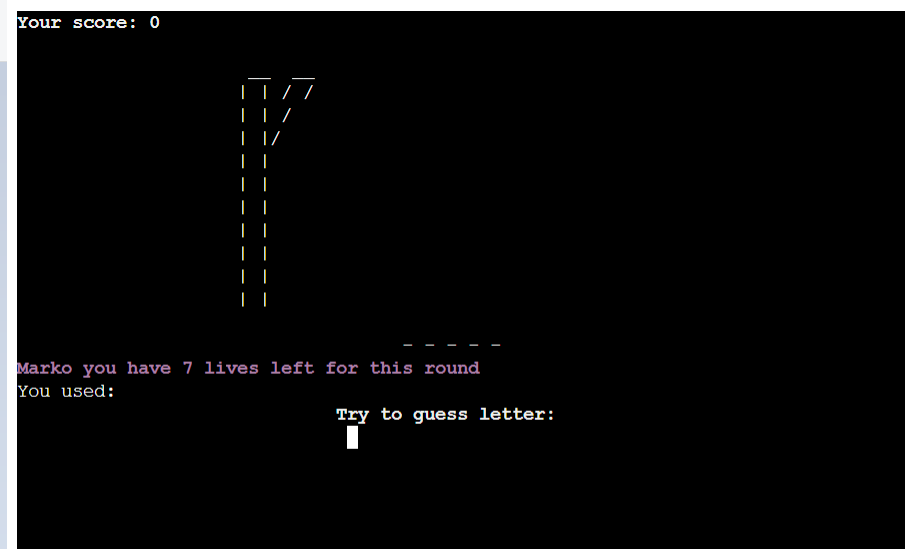 Your score: 0
_ _ _ _ _
Marko you have 7 lives left for this round
You used:
Try to guess letter: